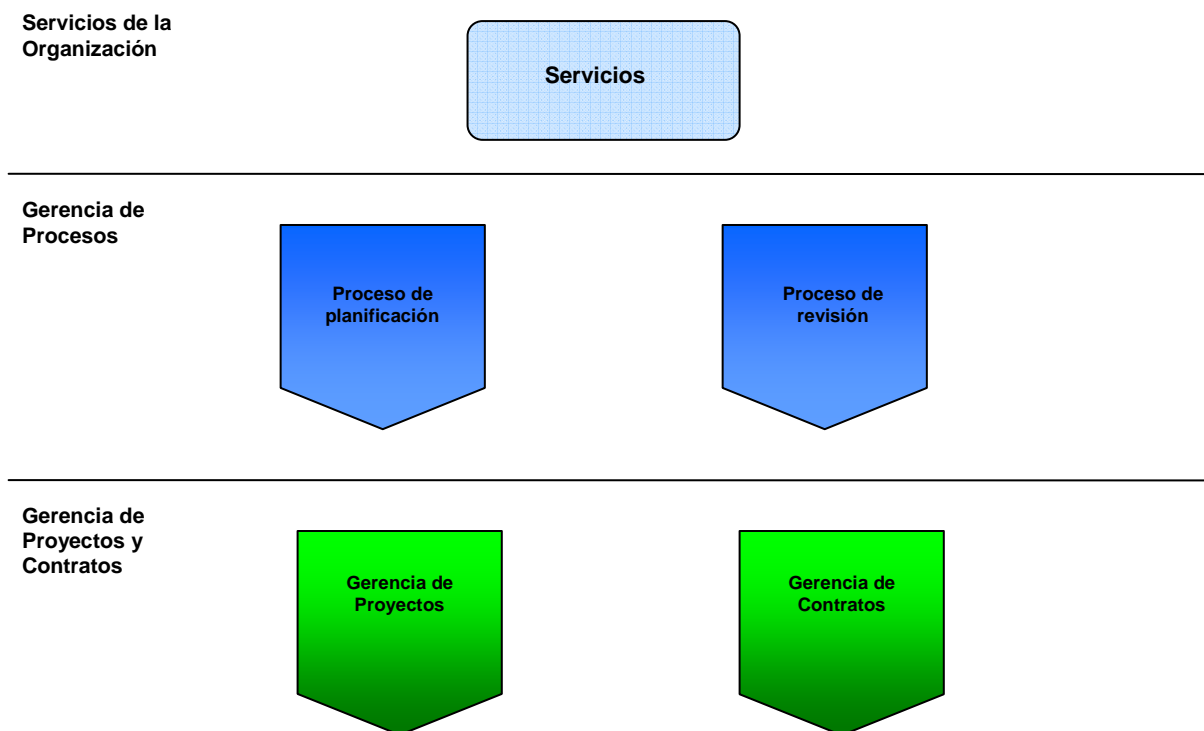 Servicios de la
Organización
Servicios
Gerencia de
Procesos
Proceso de
planificación
Proceso de
revisión
Gerencia de
Proyectos y
Contratos
Gerencia de
Proyectos
Gerencia de
Contratos